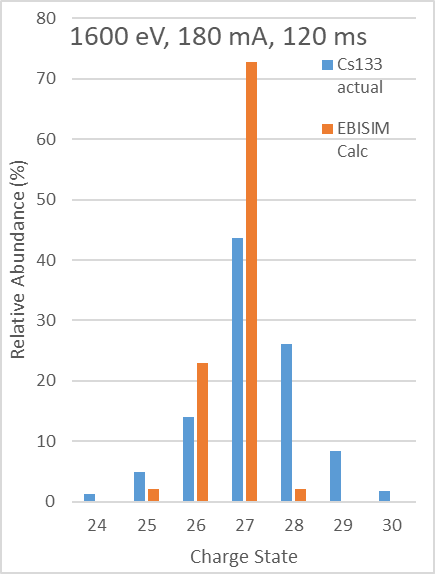 1600 eV, 180 mA, 120 ms
Cs133
actual
EBISIM
Calc
Relative Abundance (%)
80
70
60
50
40
30
20
10
0
24 25 26 27 28 29 30
Charge State